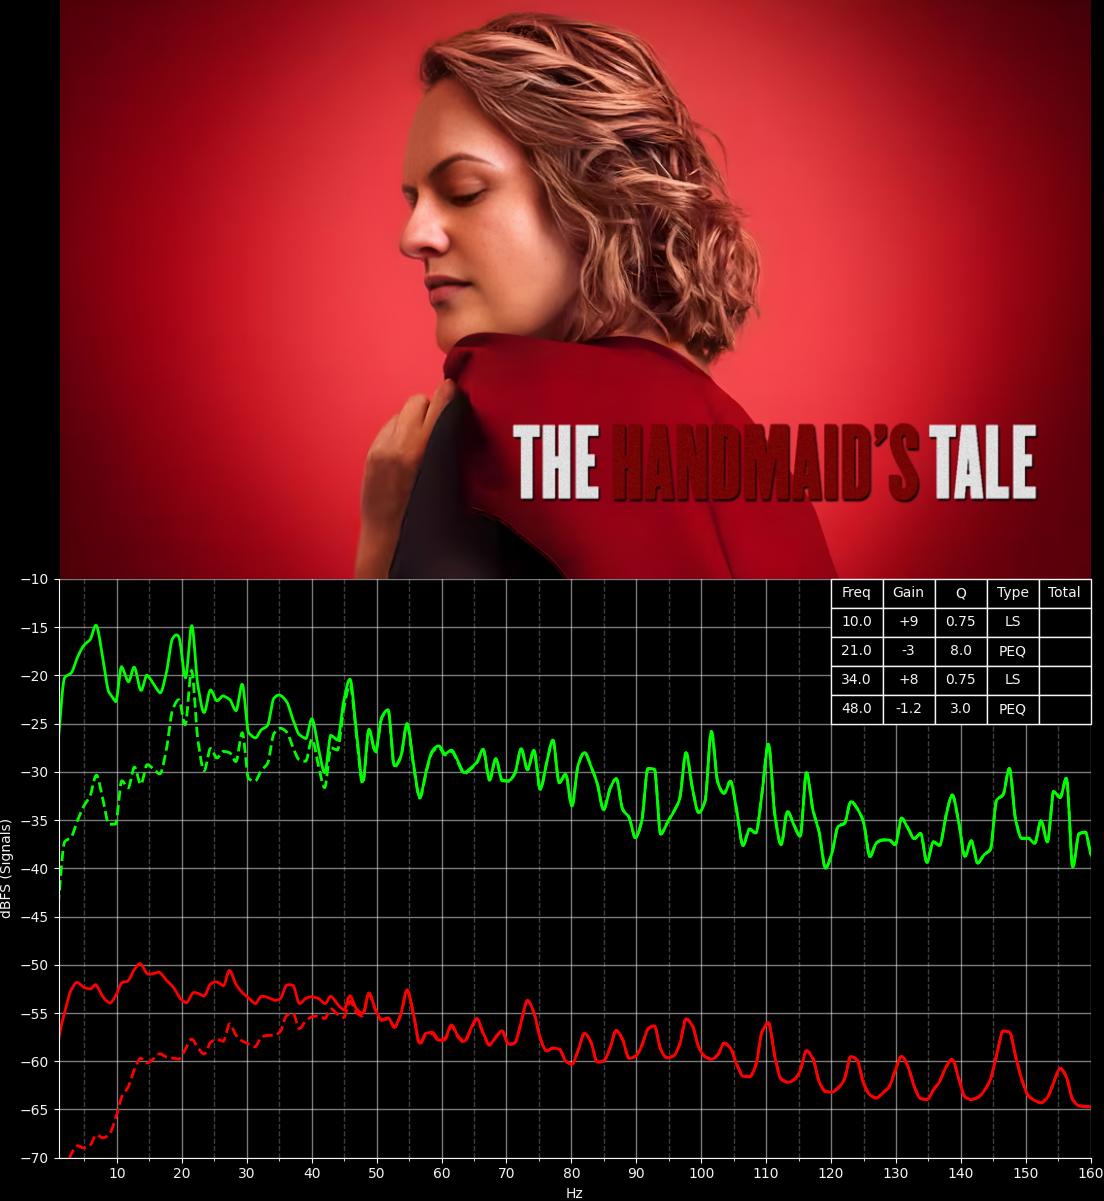 THE HANDMAID'S TALE
Freq Gain Q Type Total
10.0 +9 0.75 LS
21.0 -3 8.0 PEQ
34.0 +8 0.75 LS
48.0 -1.2 3.0 PEQ
−10
−15
−20
−25
−30
−35
−40
−45
−50
−55
−60
−65
−70
dBFS (Signals)
10 20 30 40 50 60 70 80 90 100 110 120 130 140 150 160
Hz